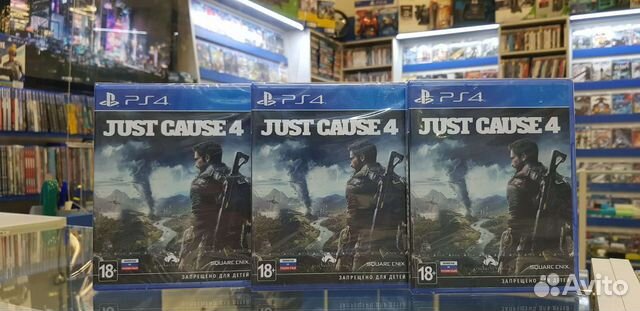 PS4
JUST CAUSE 4
SQUARE ENIX
18+
ЗАПРЕЩЕНО ДЛЯ ДЕТЕЙ
PS4
JUST CAUSE 4
SQUARE ENIX
18+
ЗАПРЕЩЕНО ДЛЯ ДЕТЕЙ
PS4
JUST CAUSE 4
SQUARE ENIX
18+
ЗАПРЕЩЕНО ДЛЯ ДЕТЕЙ
Avito